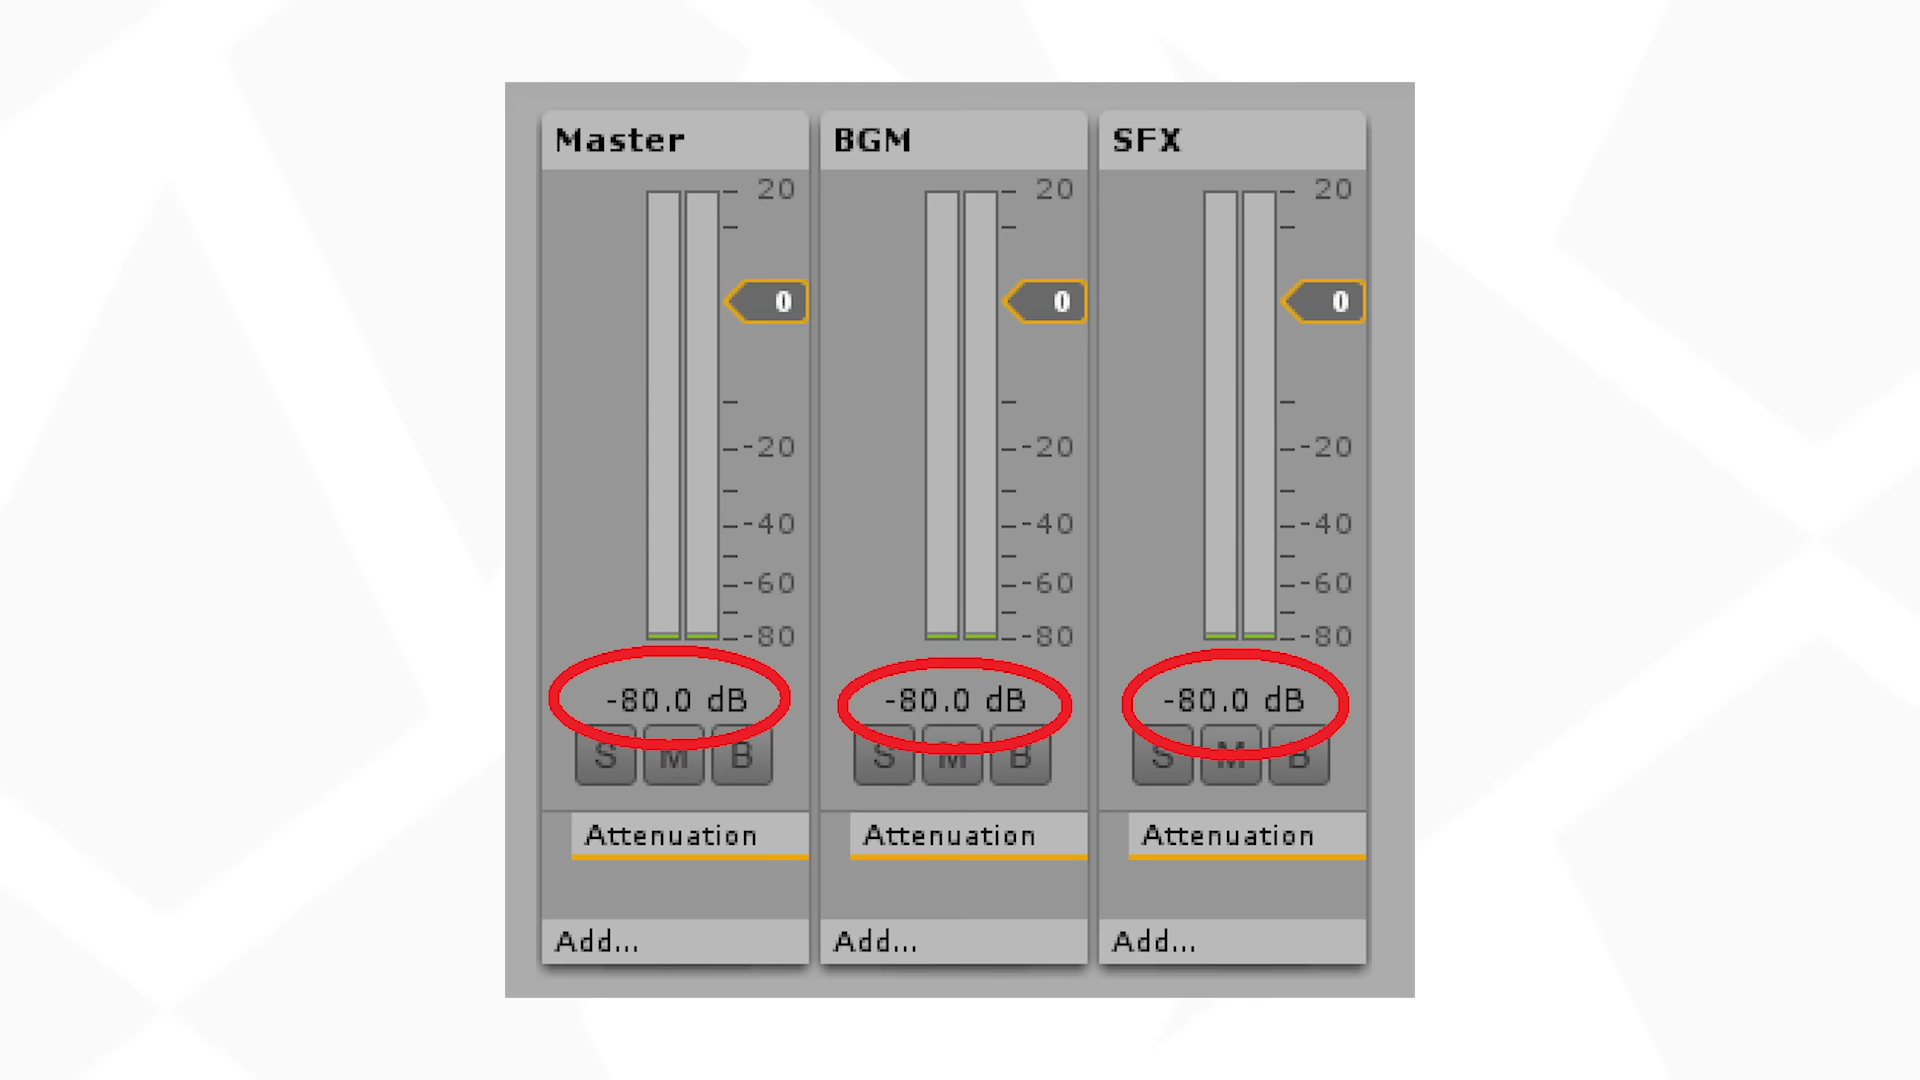 Master
20
0
-20
-40
-60
-80
-80.0 dB
S M B
Attenuation
Add...
BGM
20
0
-20
-40
-60
-80
-80.0 dB
S M B
Attenuation
Add...
SFX
20
0
-20
-40
-60
-80
-80.0 dB
S M B
Attenuation
Add...